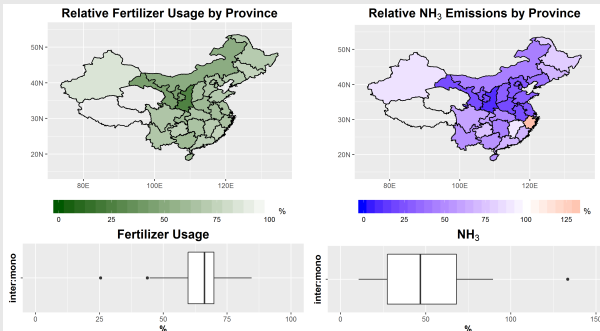 Relative Fertilizer Usage by Province
Relative NH3 Emissions by Province
50N
40N
30N
20N
80E
100E
120E
50N
40N
30N
20N
80E
100E
120E
0
25
50
75
100
%
0
25
50
75
100
125
%
Fertilizer Usage
NH3
inter:mono
0
25
50
75
100
%
inter:mono
0
50
100
150
%